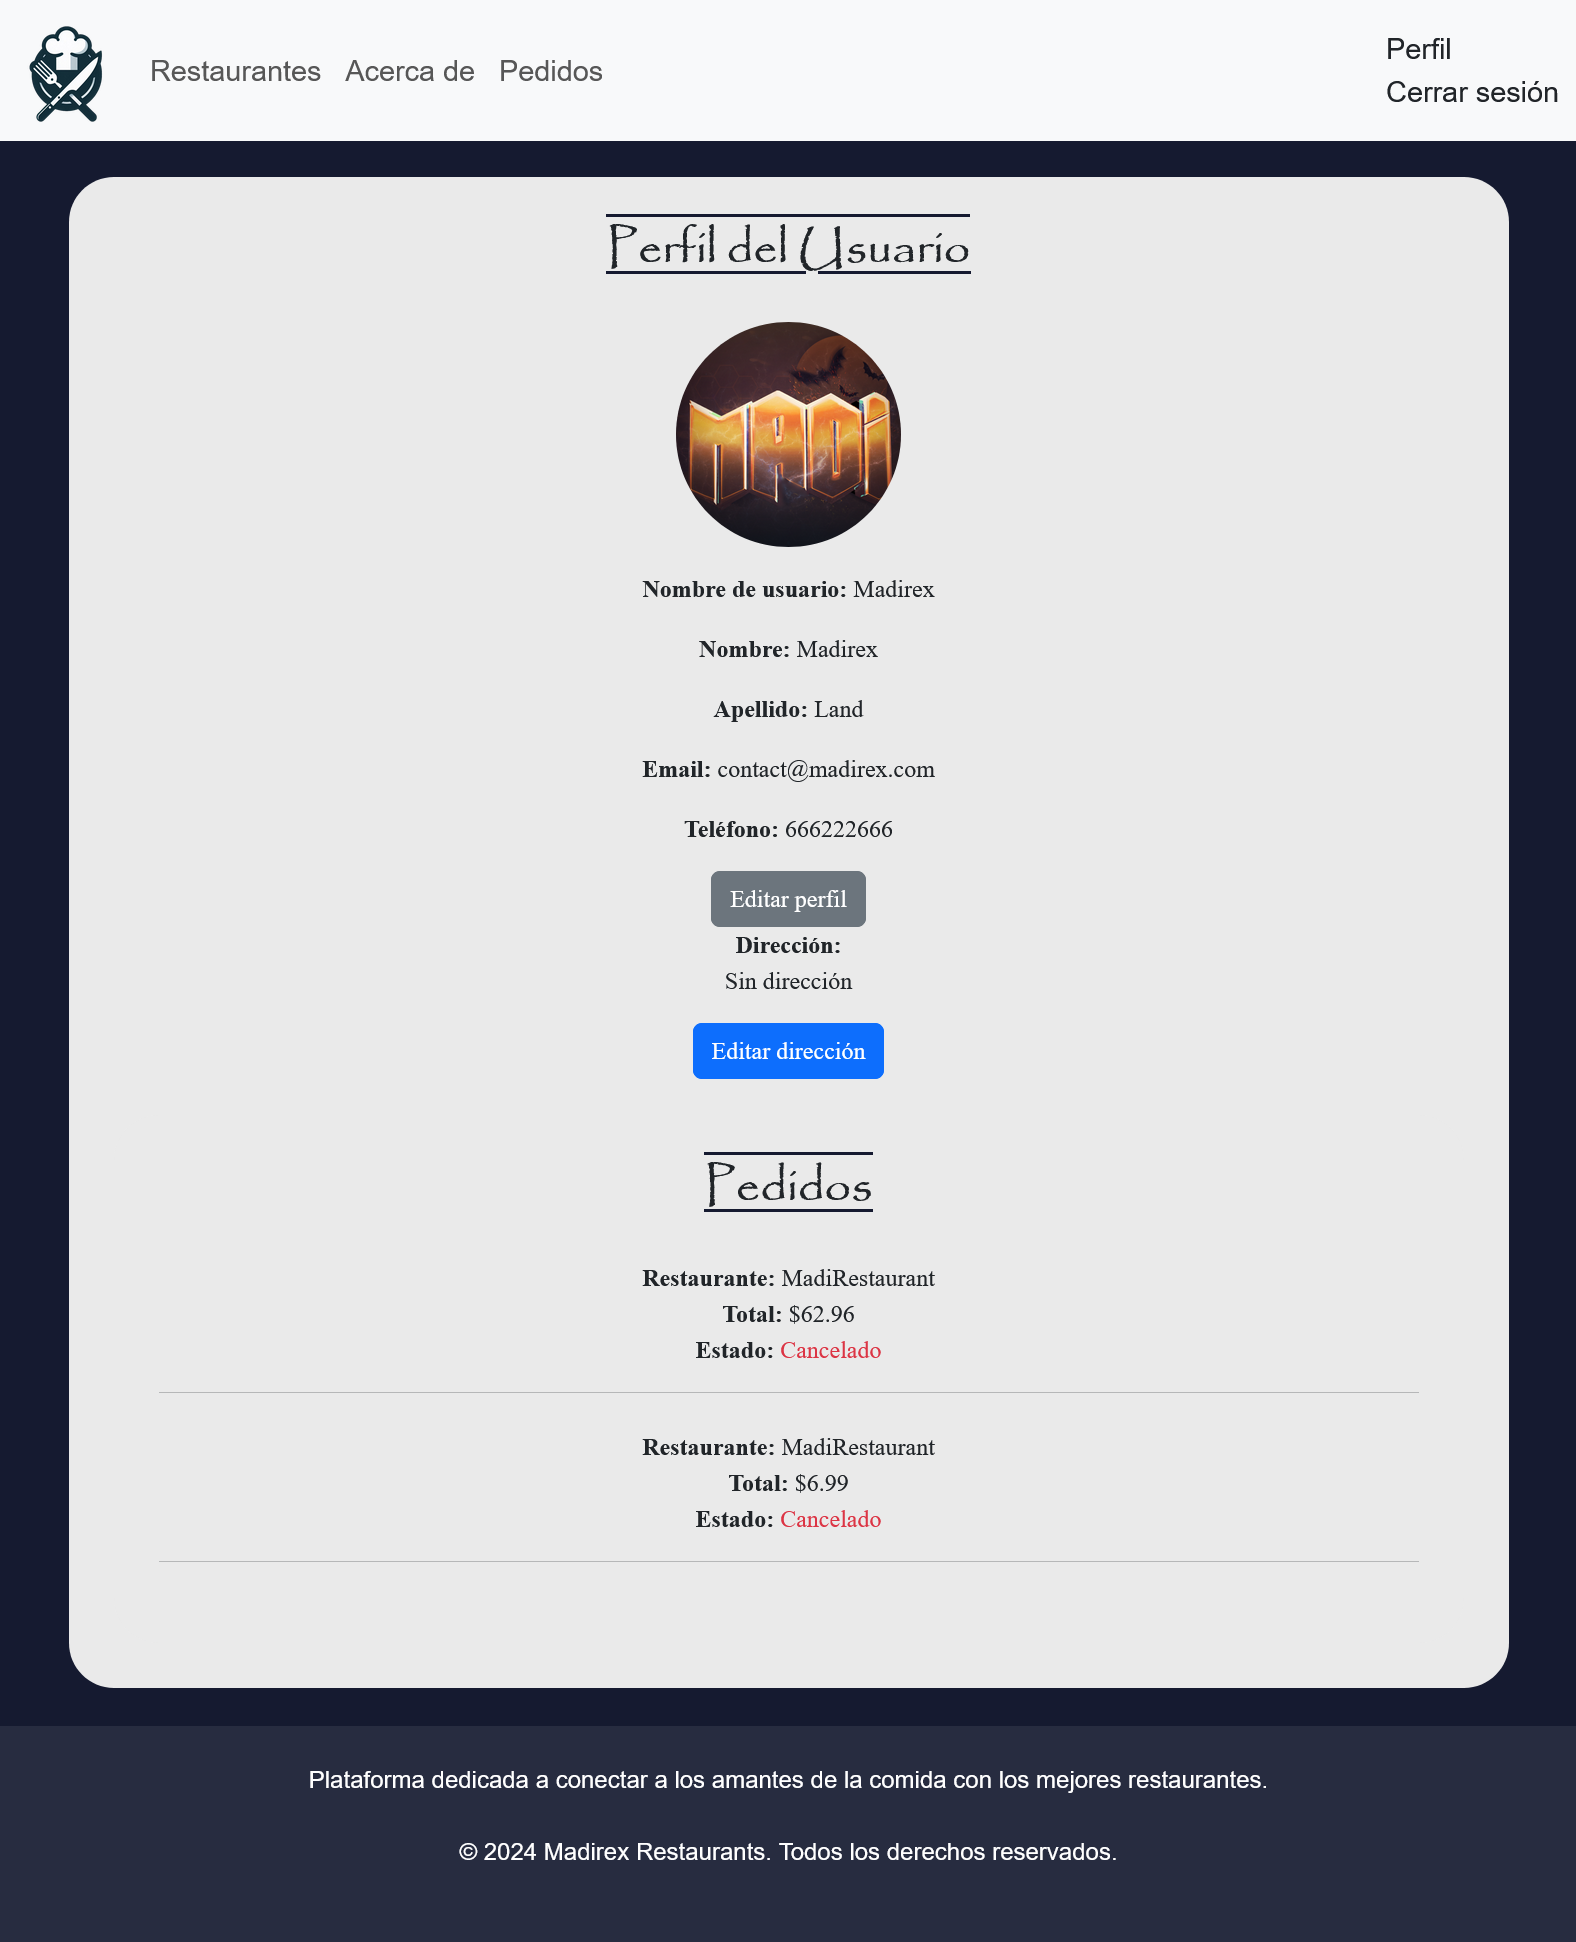 Restaurantes Acerca de Pedidos
Perfil
Cerrar sesión
Perfil del Usuario
MADI
Nombre de usuario: Madirex
Nombre: Madirex
Apellido: Land
Email: contact@madirex.com
Teléfono: 666222666
Editar perfil
Dirección:
Sin dirección
Editar dirección
Pedidos
Restaurante: MadiRestaurant
Total: $62.96
Estado: Cancelado
Restaurante: MadiRestaurant
Total: $6.99
Estado: Cancelado
Plataforma dedicada a conectar a los amantes de la comida con los mejores restaurantes.
© 2024 Madirex Restaurants. Todos los derechos reservados.